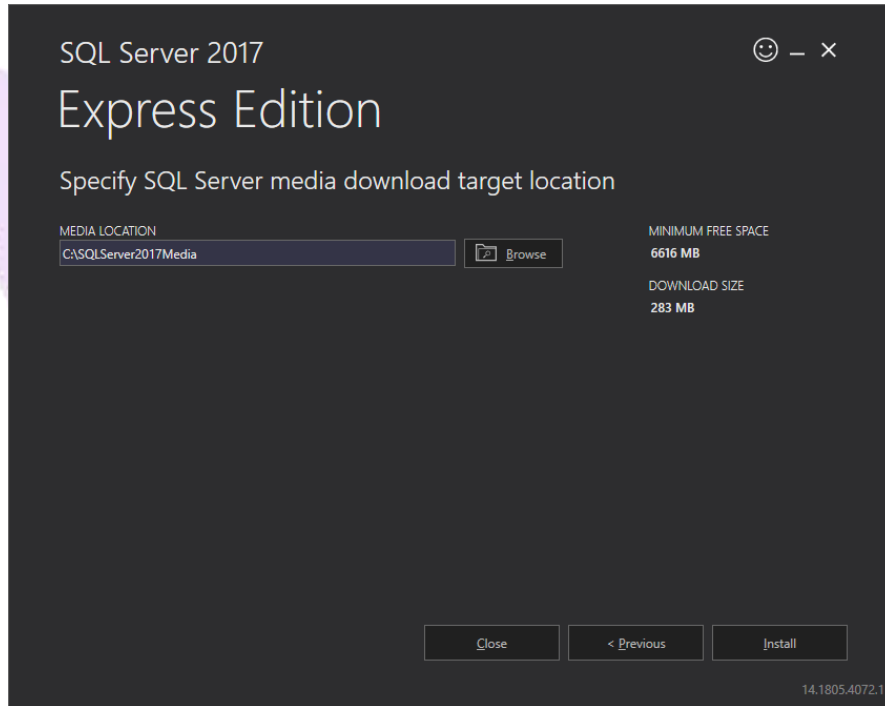 SQL Server 2017
Express Edition
Specify SQL Server media download target location
MEDIA LOCATION
C:\SQLServer2017Media
Browse
MINIMUM FREE SPACE
6616 MB
DOWNLOAD SIZE
283 MB
Close
< Previous
Install
14.1805.4072.1